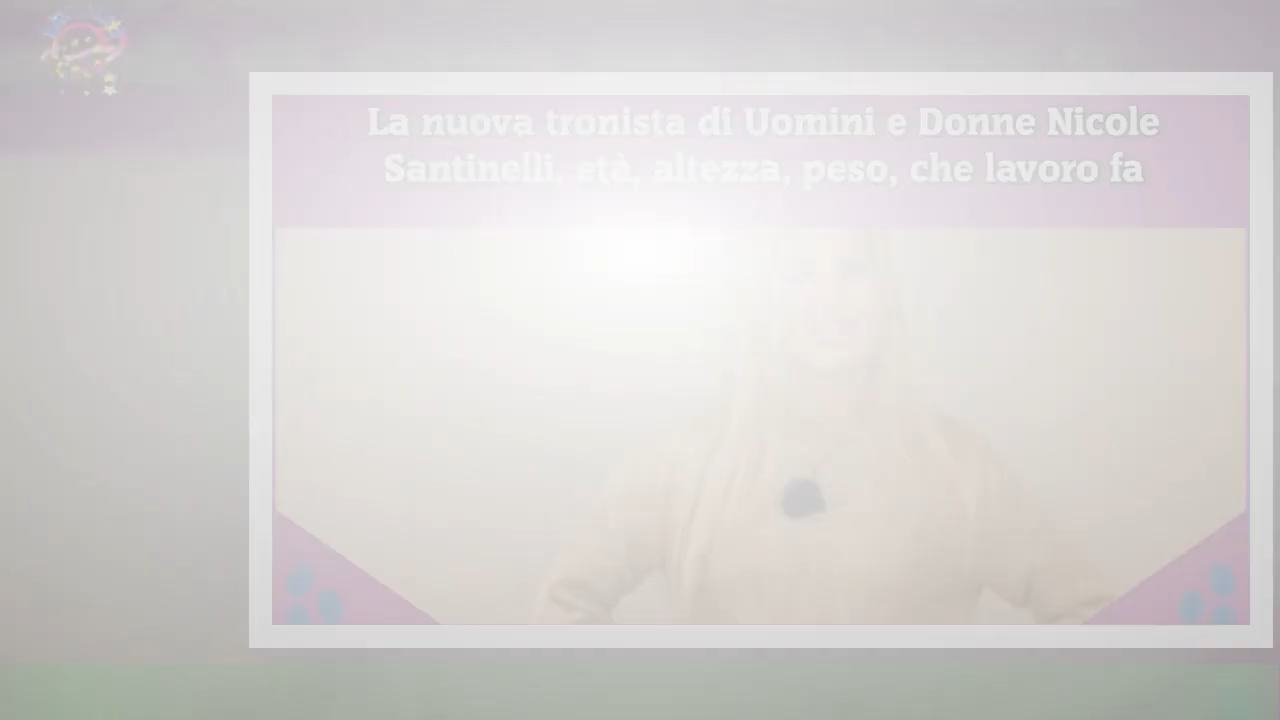 La nuova tronista di Uomini e Donne Nicole
Santinelli, età, altezza, peso, che lavoro fa